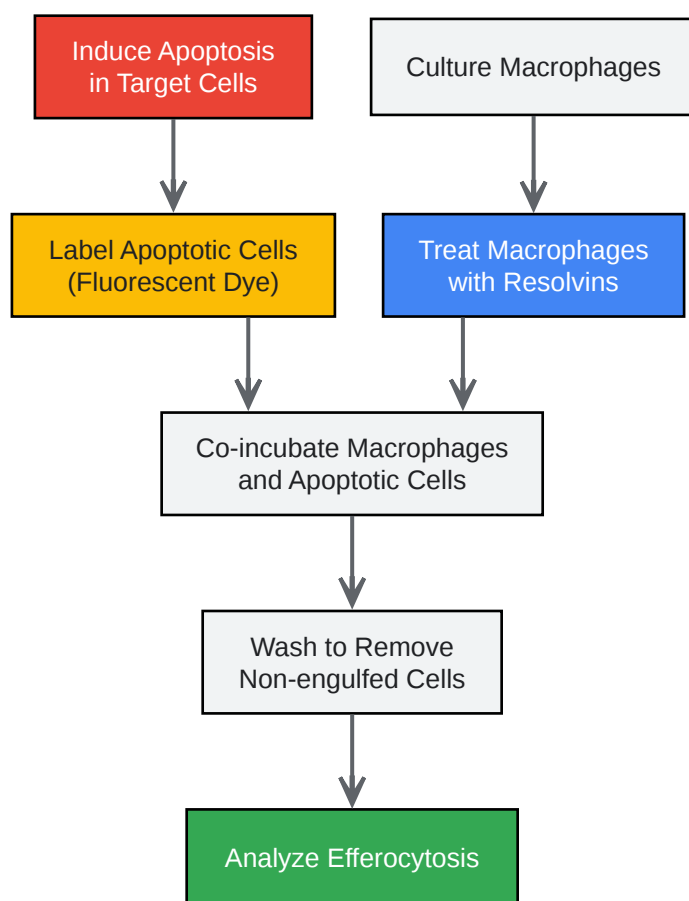 Induce Apoptosis
in Target Cells
Culture Macrophages
Label Apoptotic Cells
(Fluorescent Dye)
Treat Macrophages
with Resolvins
Co-incubate Macrophages
and Apoptotic Cells
Wash to Remove
Non-engulfed Cells
Analyze Efferocytosis